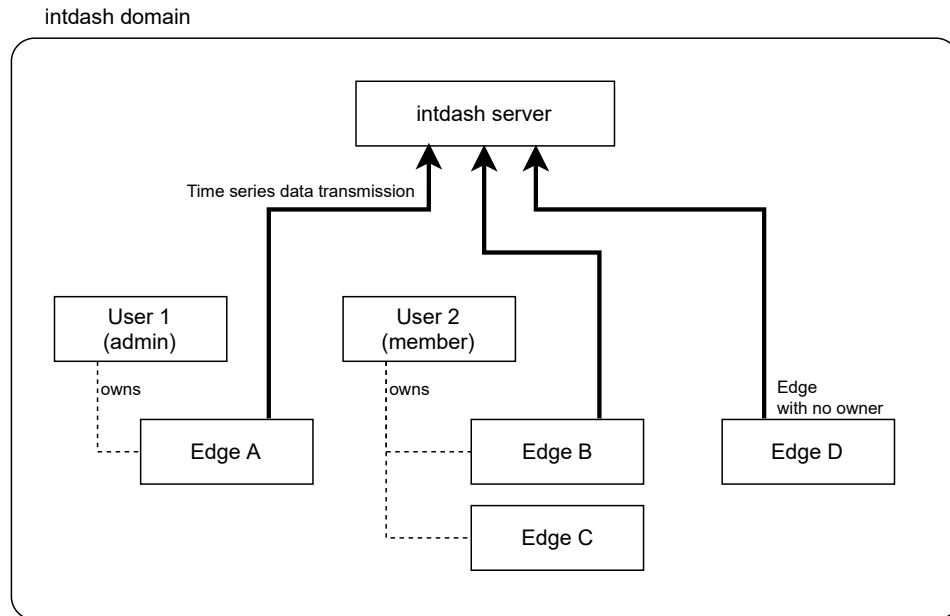 intdash domain
intdash server
Time series data transmission
User 1
(admin)
User 2
(member)
owns
owns
Edge
with no owner
Edge A
Edge B
Edge D
Edge C